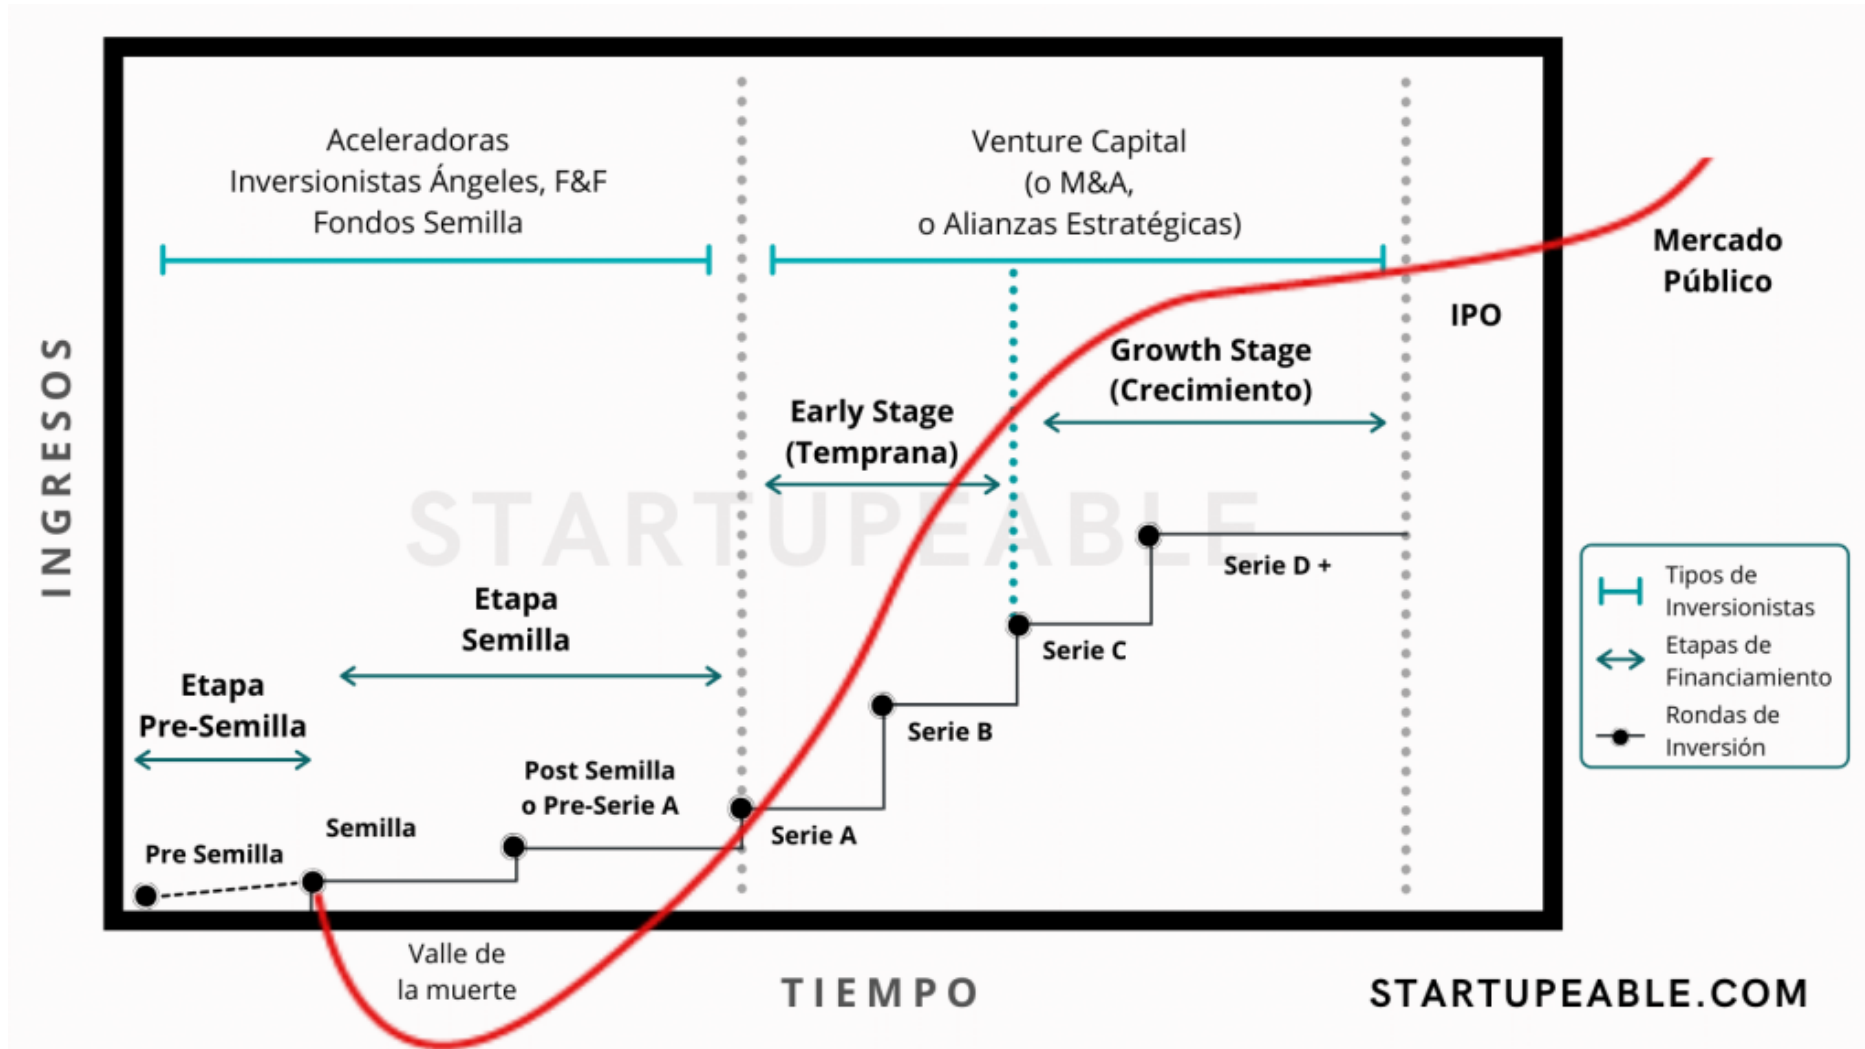 Aceleradoras
Inversionistas Ángeles, F&F
Fondos Semilla
Venture Capital
(o M&A,
o Alianzas Estratégicas)
Mercado
Público
IPO
Growth Stage
(Crecimiento)
Early Stage
(Temprana)
INGRESOS
STARTUPEABLE
Etapa
Semilla
Etapa
Pre-Semilla
Serie D +
Serie C
Serie B
Post Semilla
o Pre-Serie A
Serie A
Semilla
Pre Semilla
Tipos de
Inversionistas
Etapas de
Financiamiento
Rondas de
Inversión
Valle de
la muerte
TIEMPO
STARTUPEABLE.COM